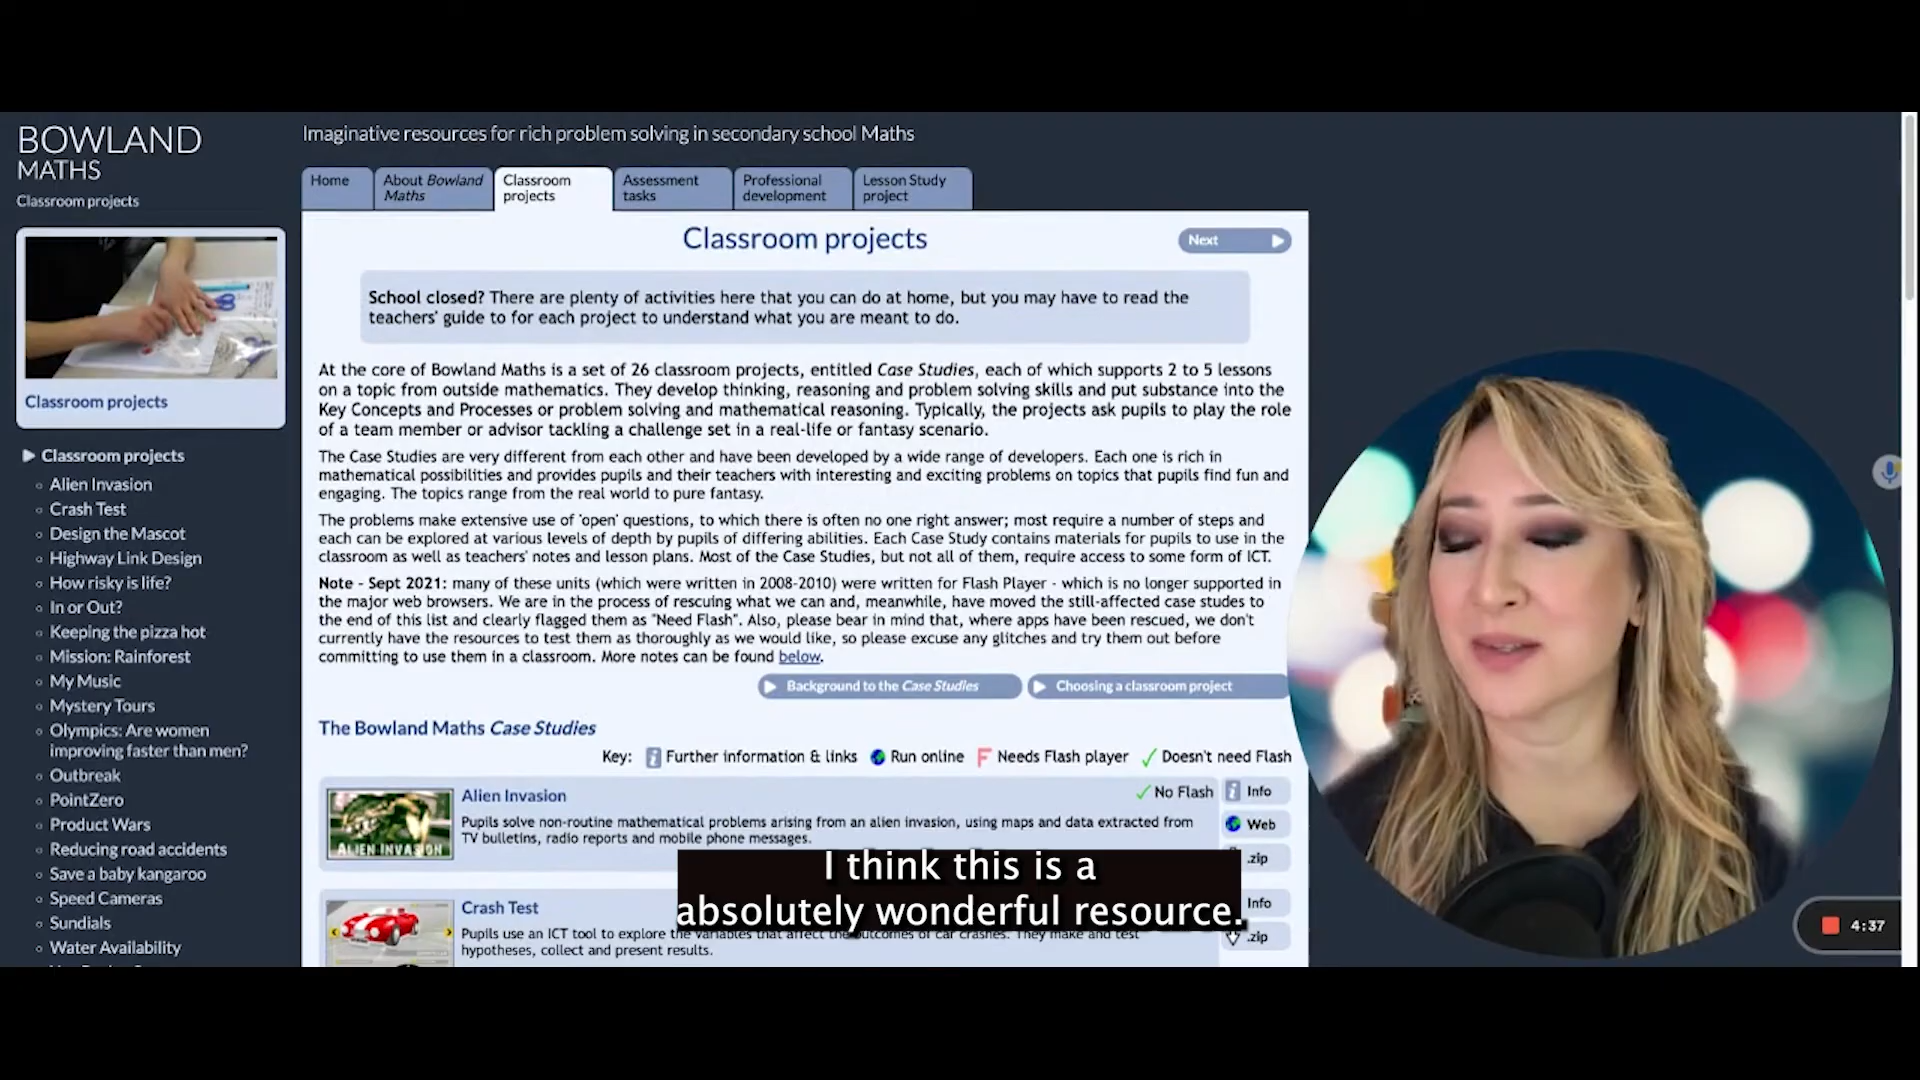 BOWLAND
MATHS
Classroom projects
Classroom projects
Classroom projects
Alien Invasion
Crash Test
Design the Mascot
Highway Link Design
How risky is life?
In or Out?
Keeping the pizza hot
Mission: Rainforest
My Music
Mystery Tours
Olympics: Are women
improving faster than men?
Outbreak
PointZero
Product Wars
Reducing road accidents
Save a baby kangaroo
Speed Cameras
Sundials
Water Availability
Imaginative resources for rich problem solving in secondary school Maths
Home
About Bowland
Maths
Classroom
projects
Assessment
tasks
Professional
development
Lesson Study
project
Classroom projects
Next
School closed? There are plenty of activities here that you can do at home, but you may have to read the
teachers' guide to for each project to understand what you are meant to do.
At the core of Bowland Maths is a set of 26 classroom projects, entitled Case Studies, each of which supports 2 to 5 lessons
on a topic from outside mathematics. They develop thinking, reasoning and problem solving skills and put substance into the
Key Concepts and Processes or problem solving and mathematical reasoning. Typically, the projects ask pupils to play the role
of a team member or advisor tackling a challenge set in a real-life or fantasy scenario.
The Case Studies are very different from each other and have been developed by a wide range of developers. Each one is rich in
mathematical possibilities and provides pupils and their teachers with interesting and exciting problems on topics that pupils find fun and
engaging. The topics range from the real world to pure fantasy.
The problems make extensive use of 'open' questions, to which there is often no one right answer; most require a number of steps and
each can be explored at various levels of depth by pupils of differing abilities. Each Case Study contains materials for pupils to use in the
classroom as well as teachers' notes and lesson plans. Most of the Case Studies, but not all of them, require access to some form of ICT.
Note - Sept 2021: many of these units (which were written in 2008-2010) were written for Flash Player - which is no longer supported in
the major web browsers. We are in the process of rescuing what we can and, meanwhile, have moved the still-affected case studes to
the end of this list and clearly flagged them as "Need Flash". Also, please bear in mind that, where apps have been rescued, we don't
currently have the resources to test them as thoroughly as we would like, so please excuse any glitches and try them out before
committing to use them in a classroom. More notes can be found below.
Background to the Case Studies
Choosing a classroom project
The Bowland Maths Case Studies
Key: Further information & links Run online Needs Flash player Doesn't need Flash
ALIEN INVASION
Alien Invasion
No Flash
Pupils solve non-routine mathematical problems arising from an alien invasion, using maps and data extracted from
TV bulletins, radio reports and mobile phone messages.
Info
Web
.zip
Crash Test
Pupils use an ICT tool to explore the variables that affect the outcomes of car crashes. They make and test
hypotheses, collect and present results.
Info
.zip
I think this is a
absolutely wonderful resource.
4:37